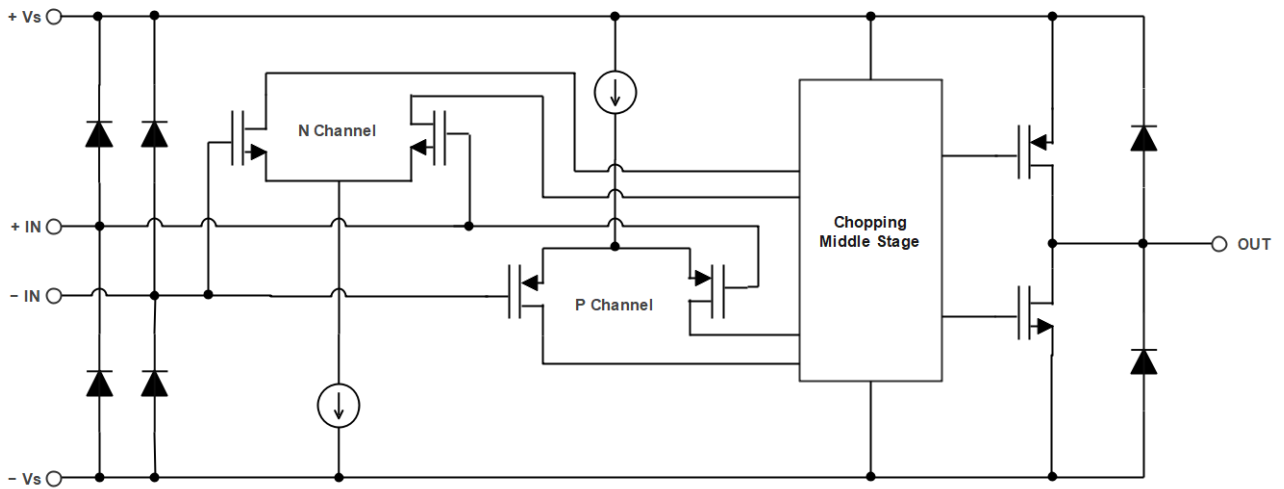 + Vs
N Channel
+ IN
Chopping
Middle Stage
OUT
− IN
P Channel
− Vs